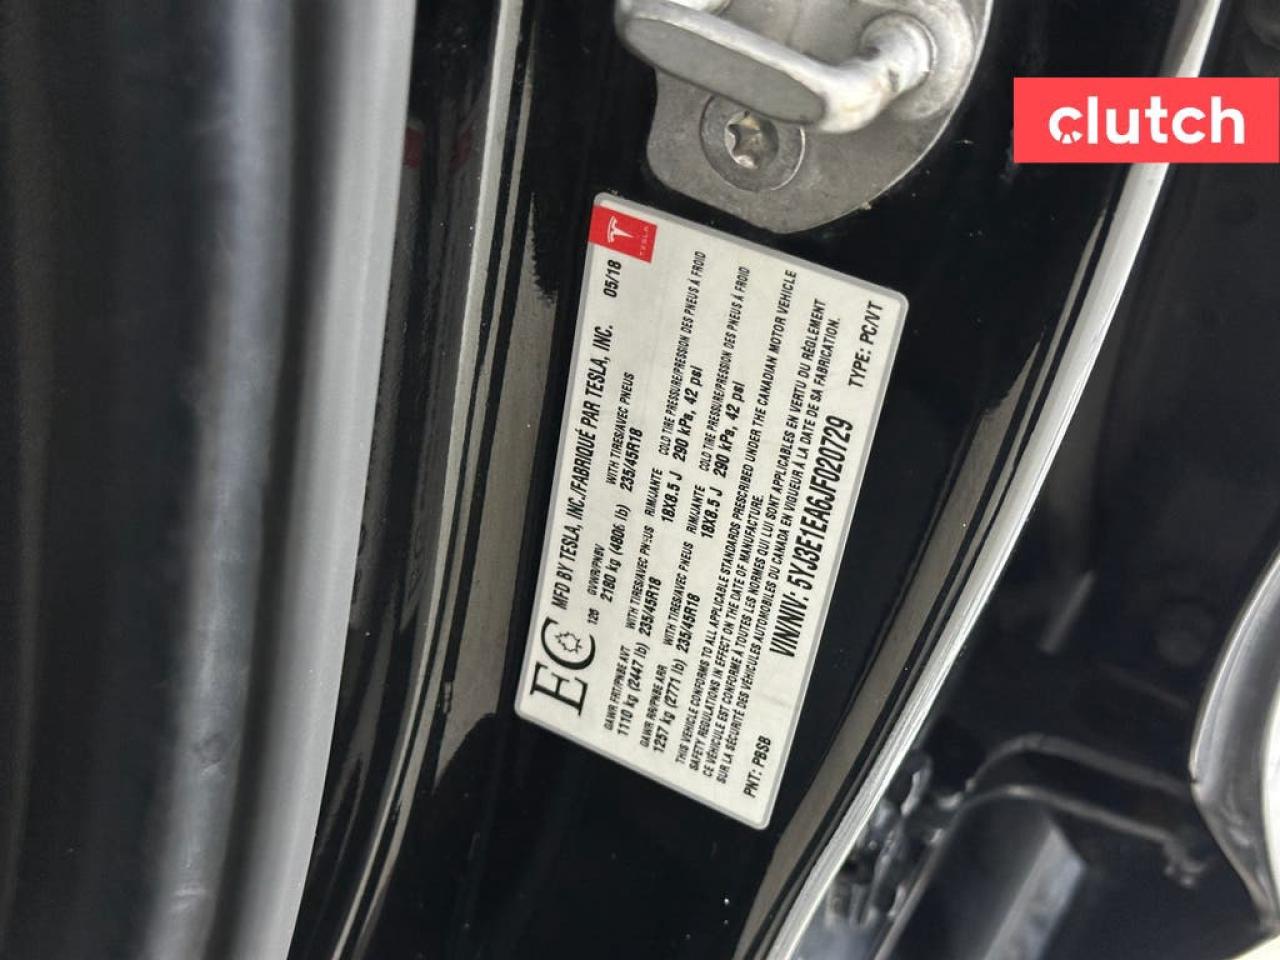 clutch
TESLA
MFD BY TESLA, INC./FABRIQUÉ PAR TESLA, INC. 05/18
EC
120 GVWR/PNBV WITH TIRES/AVEC PNEUS
2180 kg (4806 lb) 235/45R18
GAWR FRT/PNBE AVT WITH TIRES/AVEC PNEUS RIM/JANTE COLD TIRE PRESSURE/PRESSION DES PNEUS À FROID
1110 kg (2447 lb) 235/45R18 18X8.5 J 290 kPa, 42 psi
GAWR RR/PNBE ARR WITH TIRES/AVEC PNEUS RIM/JANTE COLD TIRE PRESSURE/PRESSION DES PNEUS À FROID
1257 kg (2771 lb) 235/45R18 18X8.5 J 290 kPa, 42 psi
THIS VEHICLE CONFORMS TO ALL APPLICABLE STANDARDS PRESCRIBED UNDER THE CANADIAN MOTOR VEHICLE
SAFETY REGULATIONS IN EFFECT ON THE DATE OF MANUFACTURE.
CE VÉHICULE EST CONFORME À TOUTES LES NORMES QUI LUI SONT APPLICABLES EN VERTU DU RÈGLEMENT
SUR LA SÉCURITÉ DES VÉHICULES AUTOMOBILES DU CANADA EN VIGUEUR À LA DATE DE SA FABRICATION.
VIN/NIV: 5YJ3E1EA6JF020729
PNT: PBSB TYPE: PC/VT